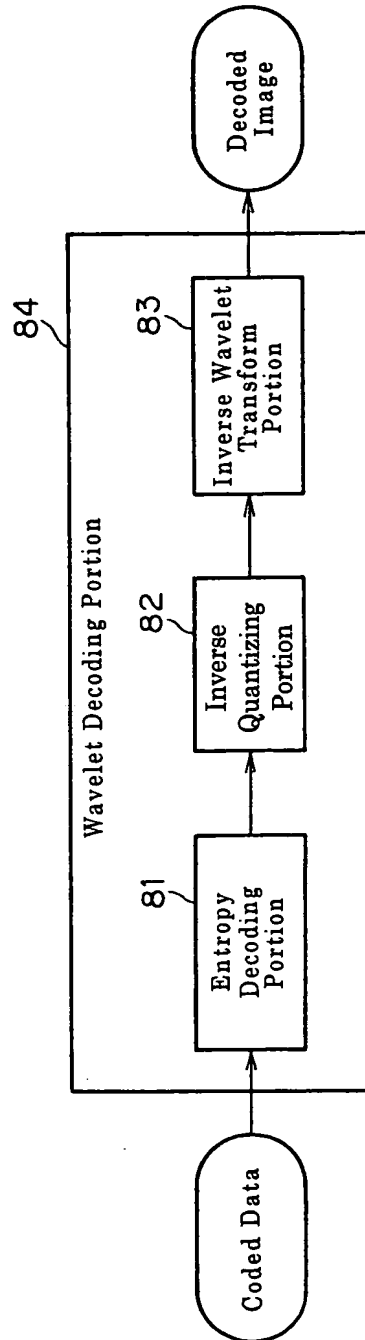 84
Wavelet Decoding Portion
Coded Data
81
Entropy
Decoding
Portion
82
Inverse
Quantizing
Portion
83
Inverse Wavelet
Transform
Portion
Decoded
Image